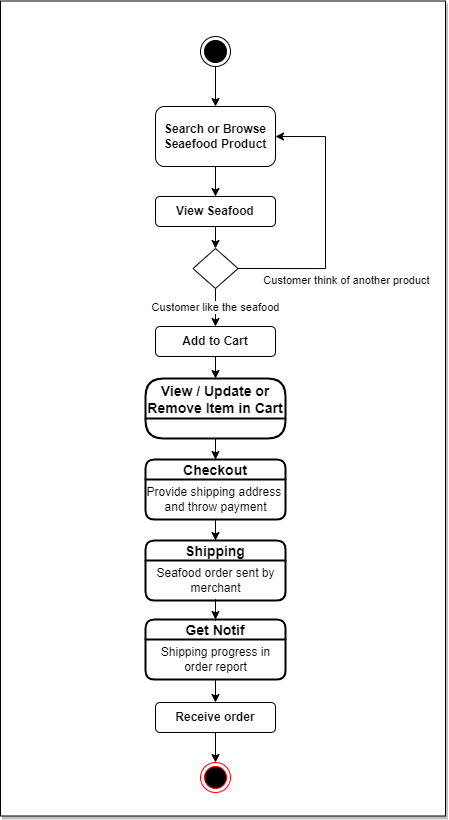 Search or Browse
Seaefood Product
View Seafood
Customer think of another product
Customer like the seafood
Add to Cart
View / Update or
Remove Item in Cart
Checkout
Provide shipping address
and throw payment
Shipping
Seafood order sent by
merchant
Get Notif
Shipping progress in
order report
Receive order